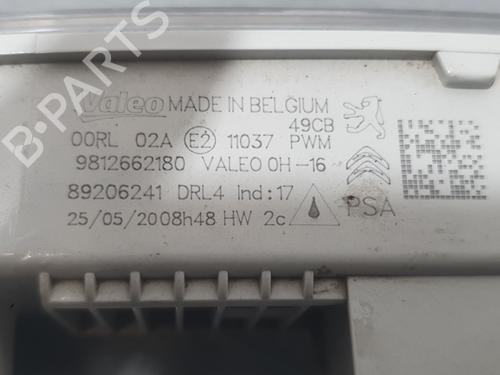 Valeo MADE IN BELGIUM
49CB
00RL 02A E2 11037 PWM
9812662180 VALEO 0H-16
89206241 DRL4 Ind:17
25/05/2008h48 HW 2c PSA
B-PARTS